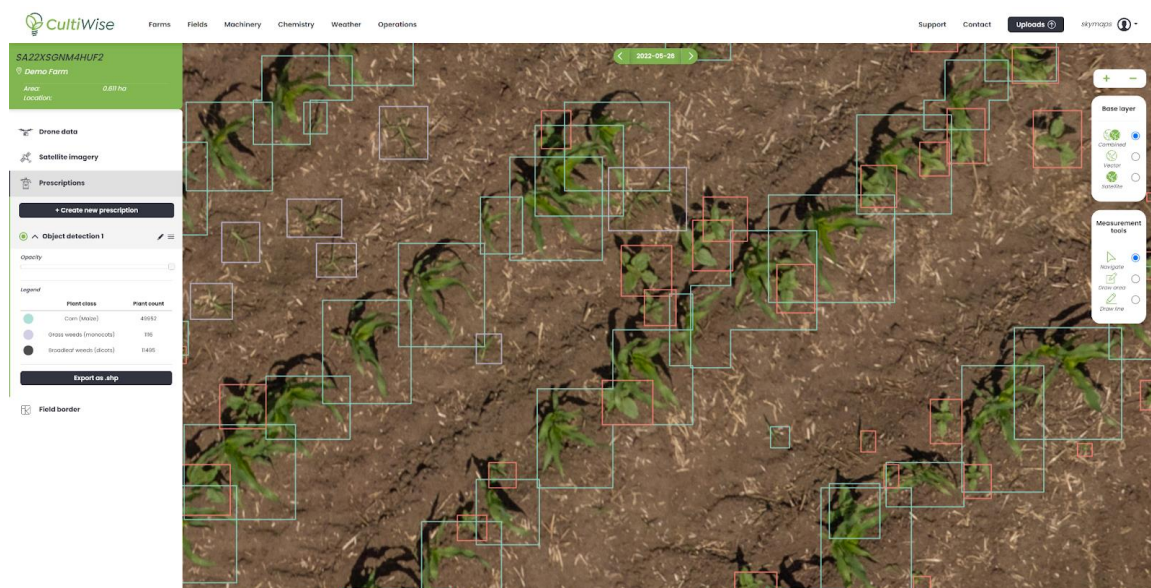 CultiWise
Farms Fields Machinery Chemistry Weather Operations
Support Contact Uploads skymaps
SA22XSGNM4HUF2
Demo Farm
Area: 0.611 ha
Location:
Drone data
Satellite imagery
Prescriptions
+ Create new prescription
Object detection 1
Opacity
Legend
Plant class Plant count
Corn (Maize)
Grass weeds (monocots)
Broadleaf weeds (dicots)
Export as .shp
Field border
2022-05-26
+ −
Base layer
Combined
Vector
Satellite
Measurement
tools
Navigate
Draw area
Draw line